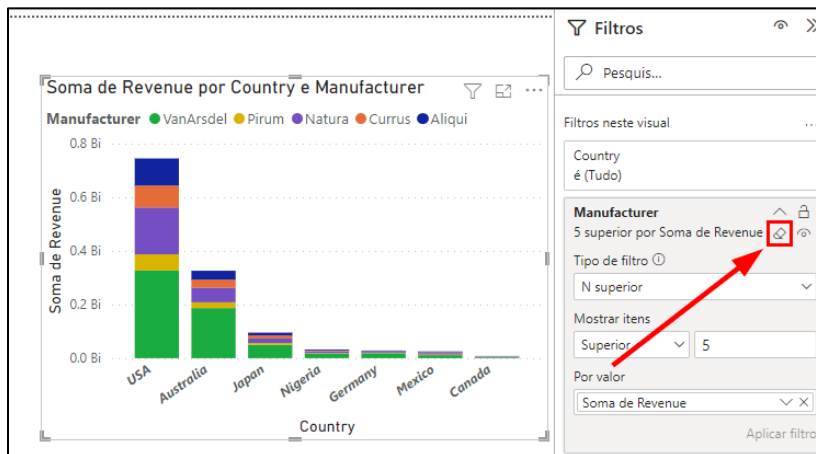 Soma de Revenue por Country e Manufacturer
Manufacturer VanArsdel Pirum Natura Currus Aliqui
0.8 Bi
0.6 Bi
0.4 Bi
0.2 Bi
0.0 Bi
Soma de Revenue
USA Australia Japan Nigeria Germany Mexico Canada
Country
Filtros
Pesquis...
Filtros neste visual
Country
é (Tudo)
Manufacturer
5 superior por Soma de Revenue
Tipo de filtro
N superior
Mostrar itens
Superior 5
Por valor
Soma de Revenue
Aplicar filtro